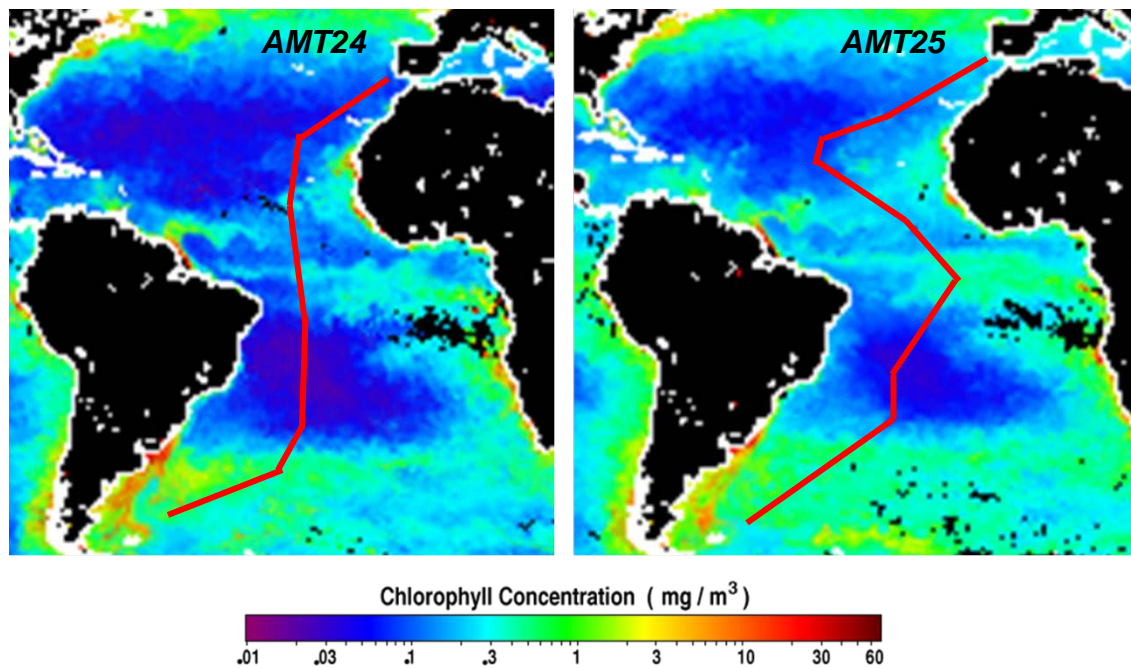 AMT24
AMT25
Chlorophyll Concentration ( mg / m³ )
.01 .03 .1 .3 1 3 10 30 60